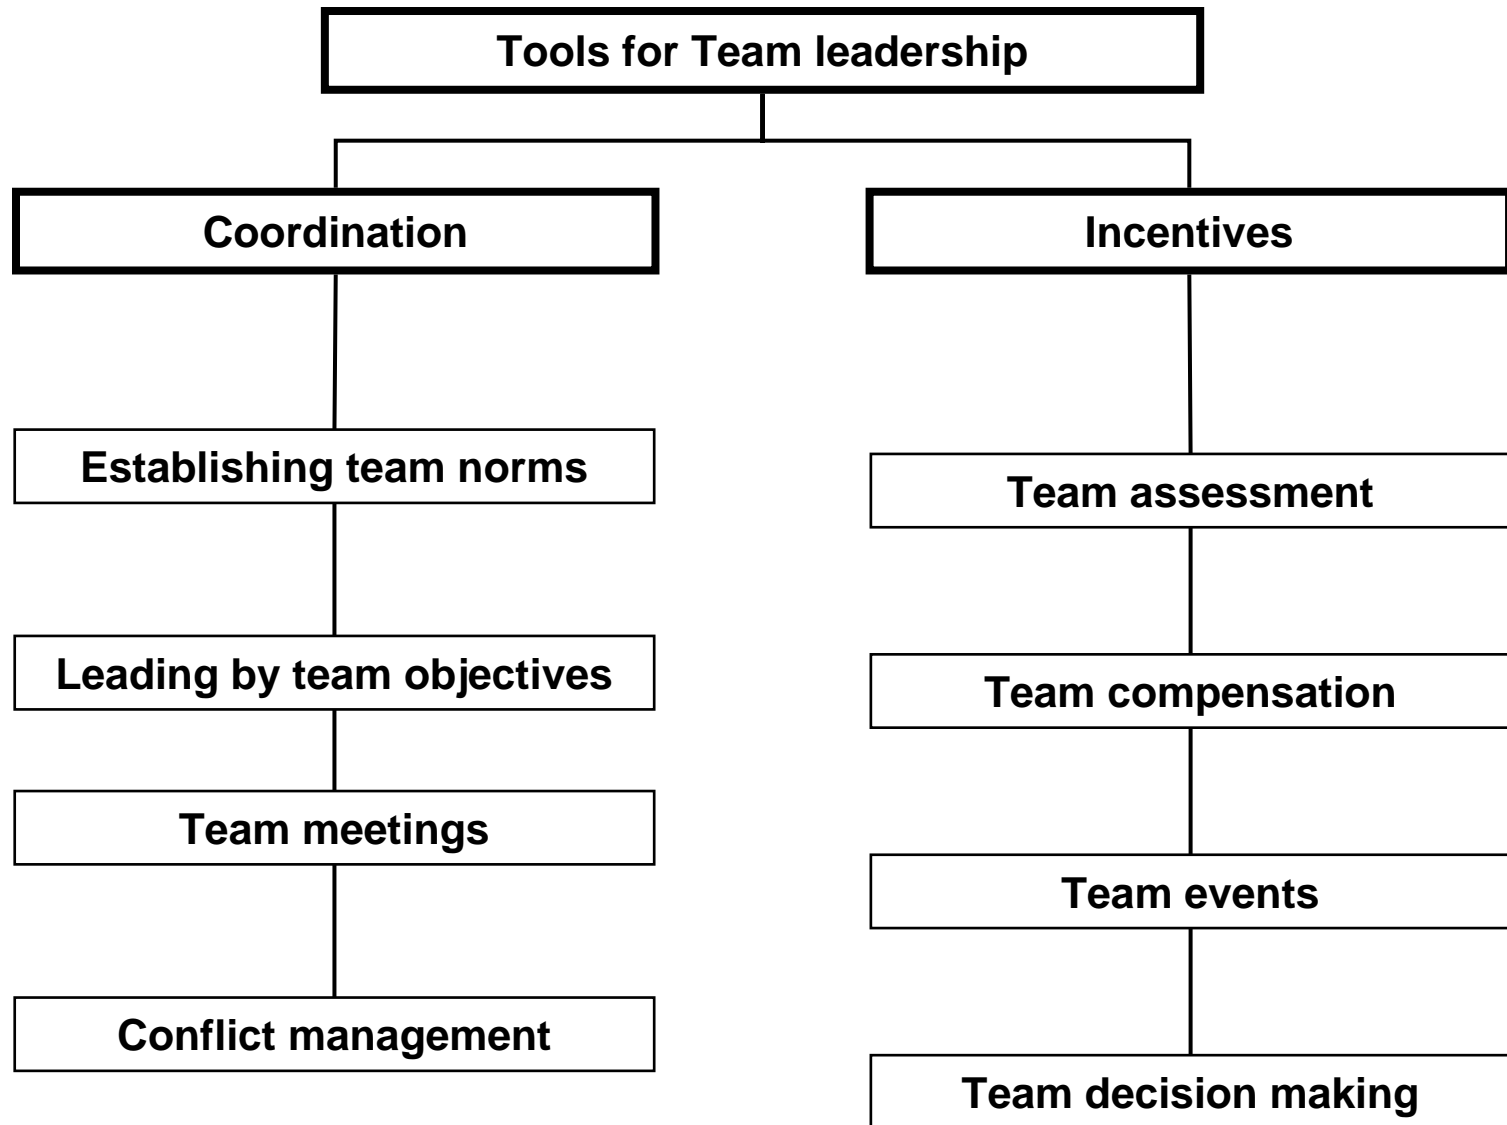 Tools for Team leadership
Coordination
Incentives
Establishing team norms
Leading by team objectives
Team meetings
Conflict management
Team assessment
Team compensation
Team events
Team decision making